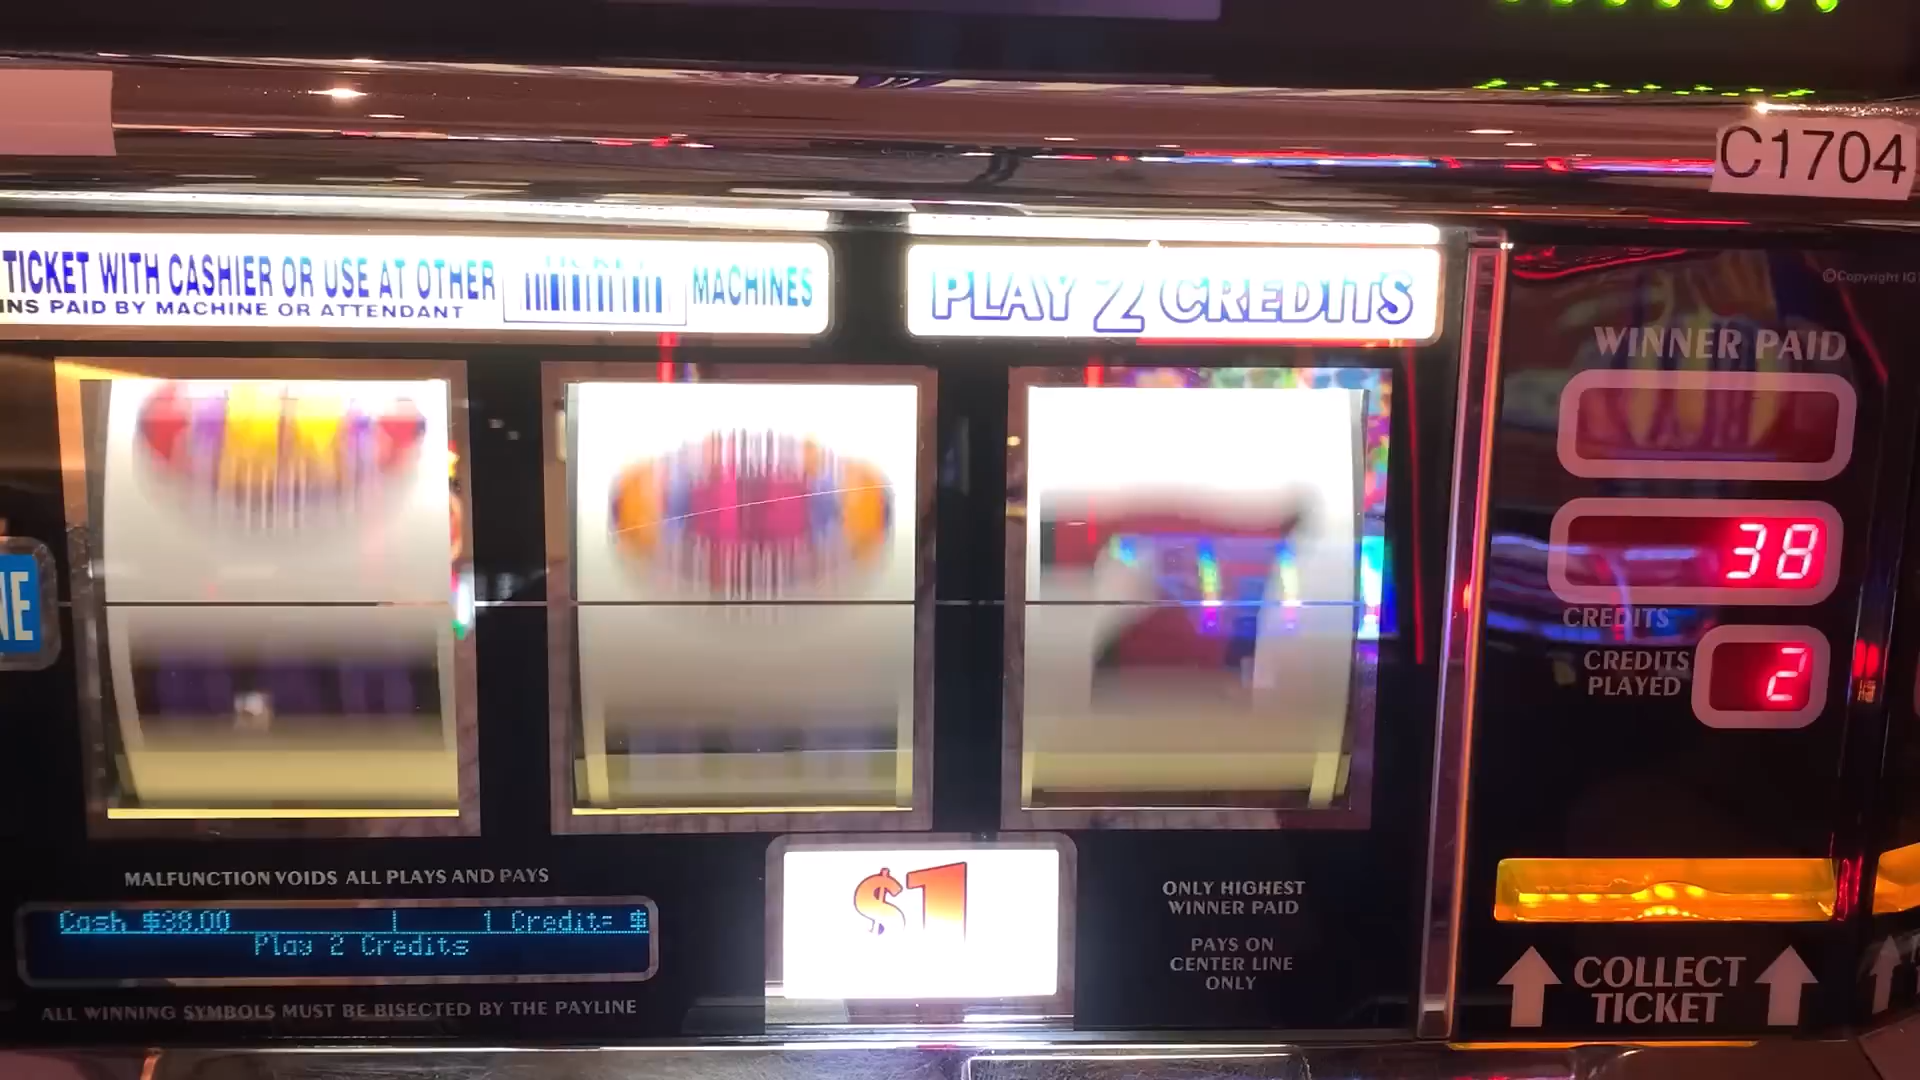 C1704
TICKET WITH CASHIER OR USE AT OTHER MACHINES
INS PAID BY MACHINE OR ATTENDANT
PLAY 2 CREDITS
©Copyright IG
WINNER PAID
38
CREDITS
CREDITS
PLAYED
2
NE
MALFUNCTION VOIDS ALL PLAYS AND PAYS
Cash $38.00 | 1 Credit= $
Play 2 Credits
ALL WINNING SYMBOLS MUST BE BISECTED BY THE PAYLINE
$1
ONLY HIGHEST
WINNER PAID
PAYS ON
CENTER LINE
ONLY
COLLECT
TICKET